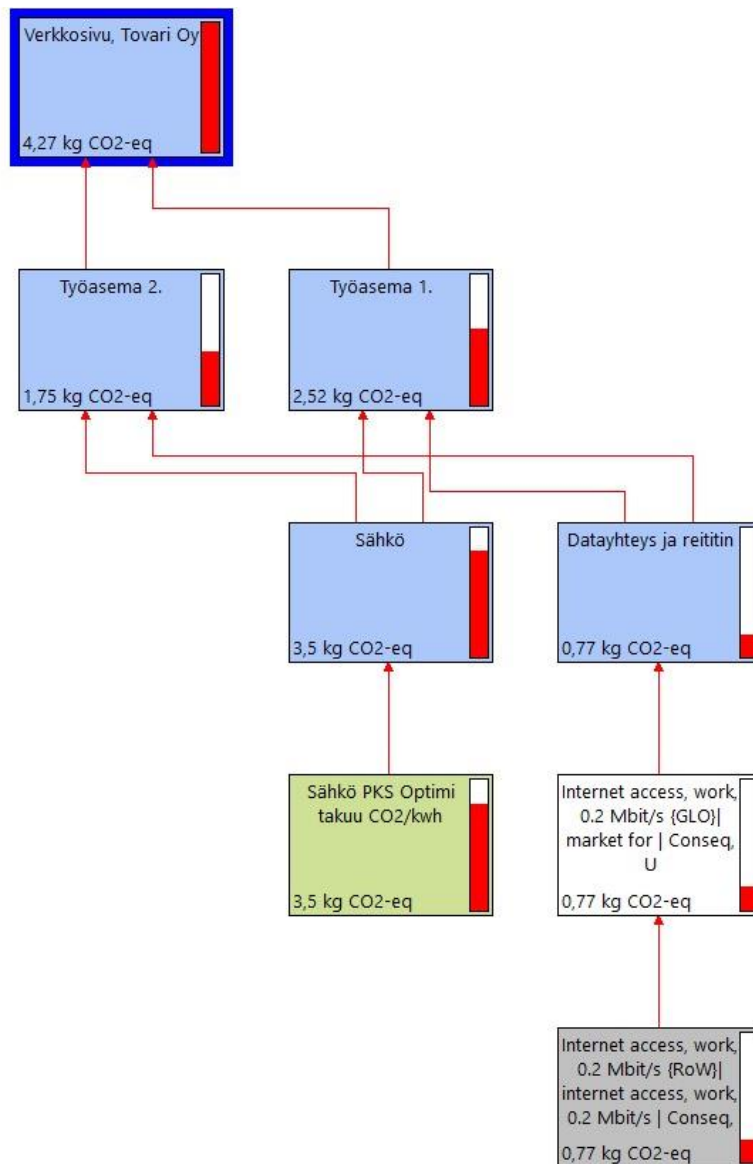 Verkkosivu, Tovari Oy
4,27 kg CO2-eq
Työasema 2.
1,75 kg CO2-eq
Työasema 1.
2,52 kg CO2-eq
Sähkö
3,5 kg CO2-eq
Datayhteys ja reititin
0,77 kg CO2-eq
Sähkö PKS Optimi
takuu CO2/kwh
3,5 kg CO2-eq
Internet access, work,
0.2 Mbit/s {GLO}|
market for | Conseq,
U
0,77 kg CO2-eq
Internet access, work,
0.2 Mbit/s {RoW}|
internet access, work,
0.2 Mbit/s | Conseq,
0,77 kg CO2-eq